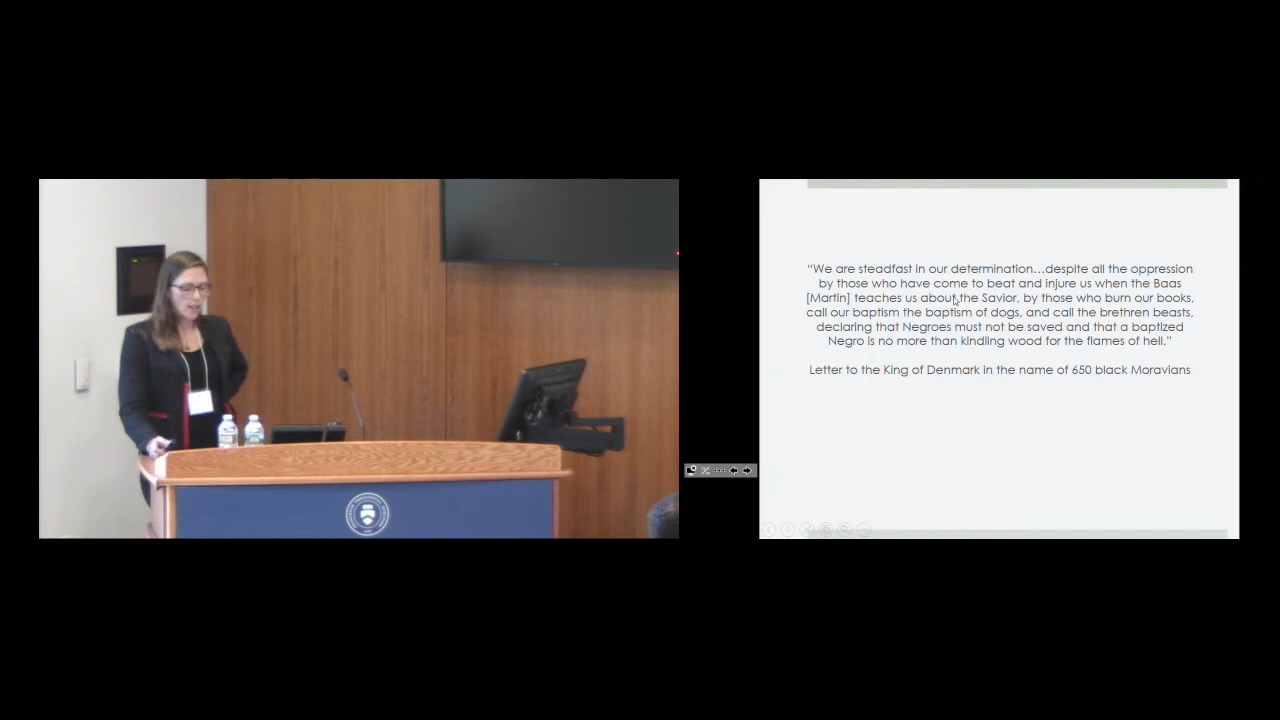 “We are steadfast in our determination...despite all the oppression
by those who have come to beat and injure us when the Baas
[Martin] teaches us about the Savior, by those who burn our books,
call our baptism the baptism of dogs, and call the brethren beasts,
declaring that Negroes must not be saved and that a baptized
Negro is no more than kindling wood for the flames of hell.”
Letter to the King of Denmark in the name of 650 black Moravians